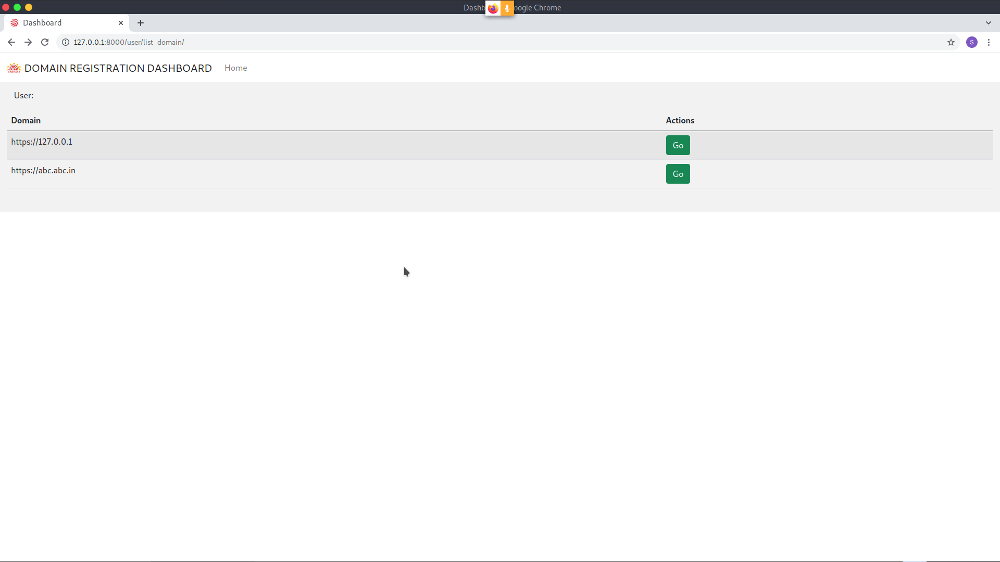 Dashb oogle Chrome
Dashboard
127.0.0.1:8000/user/list_domain/
S
AADHAAR DOMAIN REGISTRATION DASHBOARD Home
User:
Domain Actions
https://127.0.0.1 Go
https://abc.abc.in Go